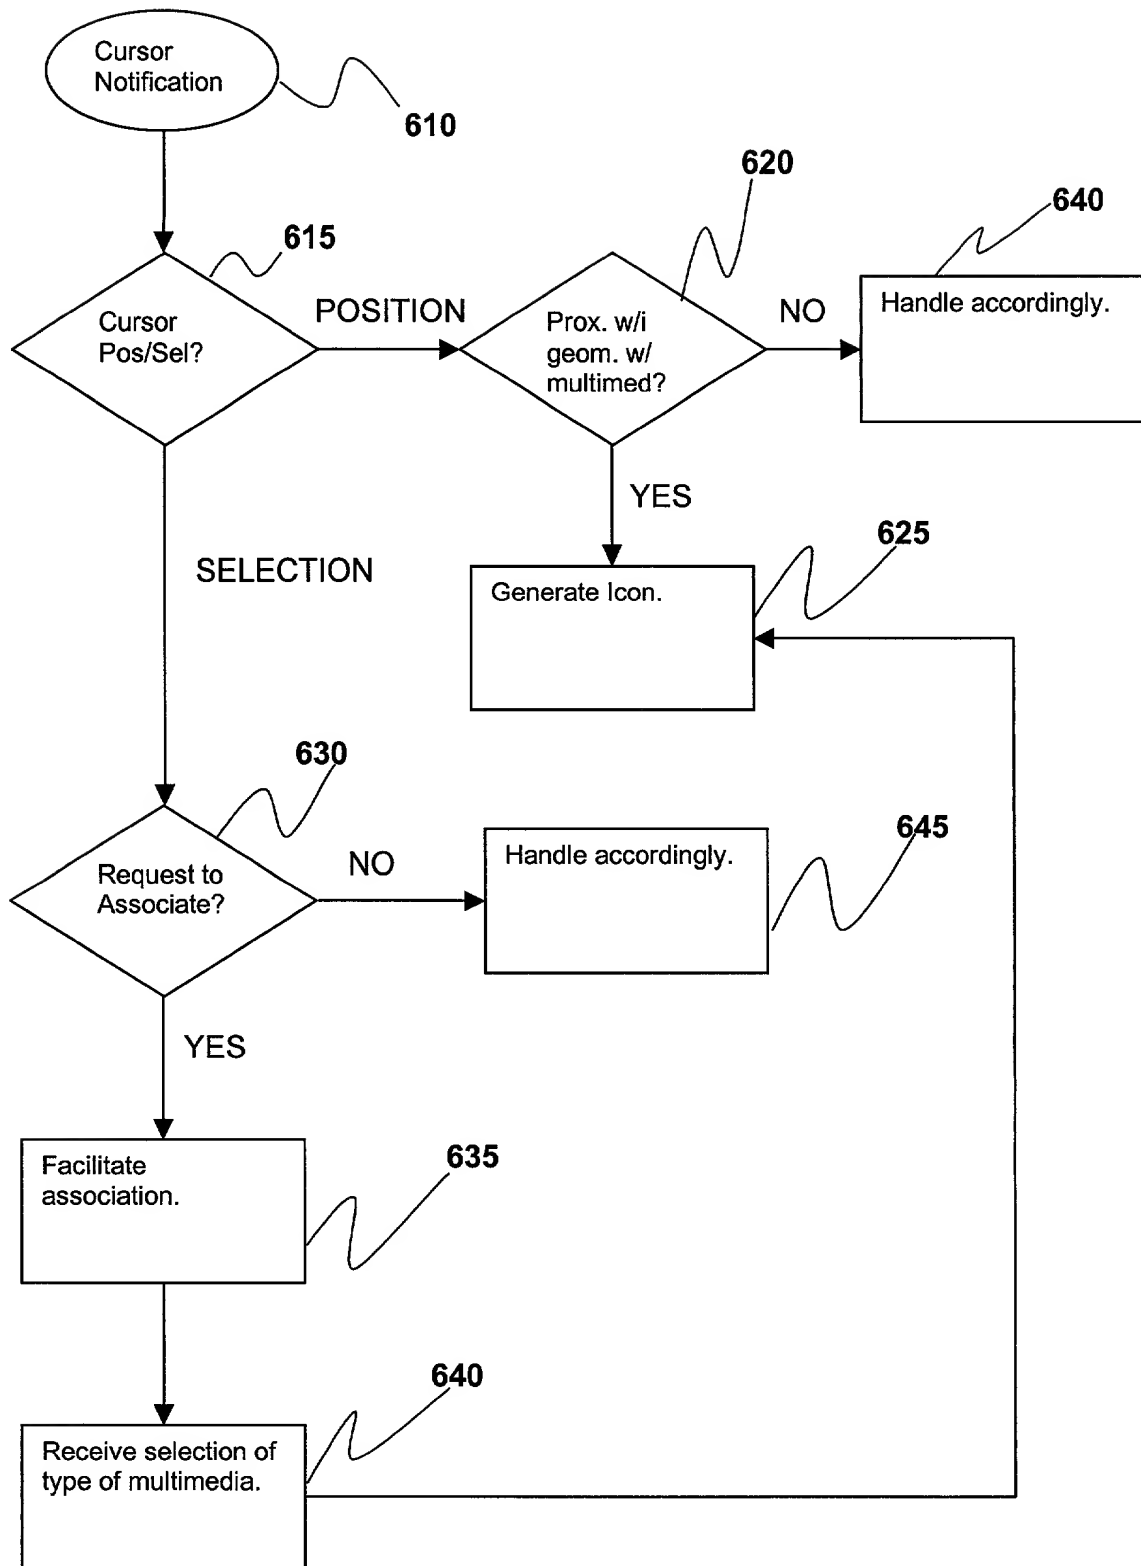 Cursor
Notification
610
620
640
615
Cursor
Pos/Sel?
POSITION
Prox. w/i
geom. w/
multimed?
NO
Handle accordingly.
YES
625
SELECTION
Generate Icon.
630
645
Request to
Associate?
NO
Handle accordingly.
YES
635
Facilitate
association.
640
Receive selection of
type of multimedia.